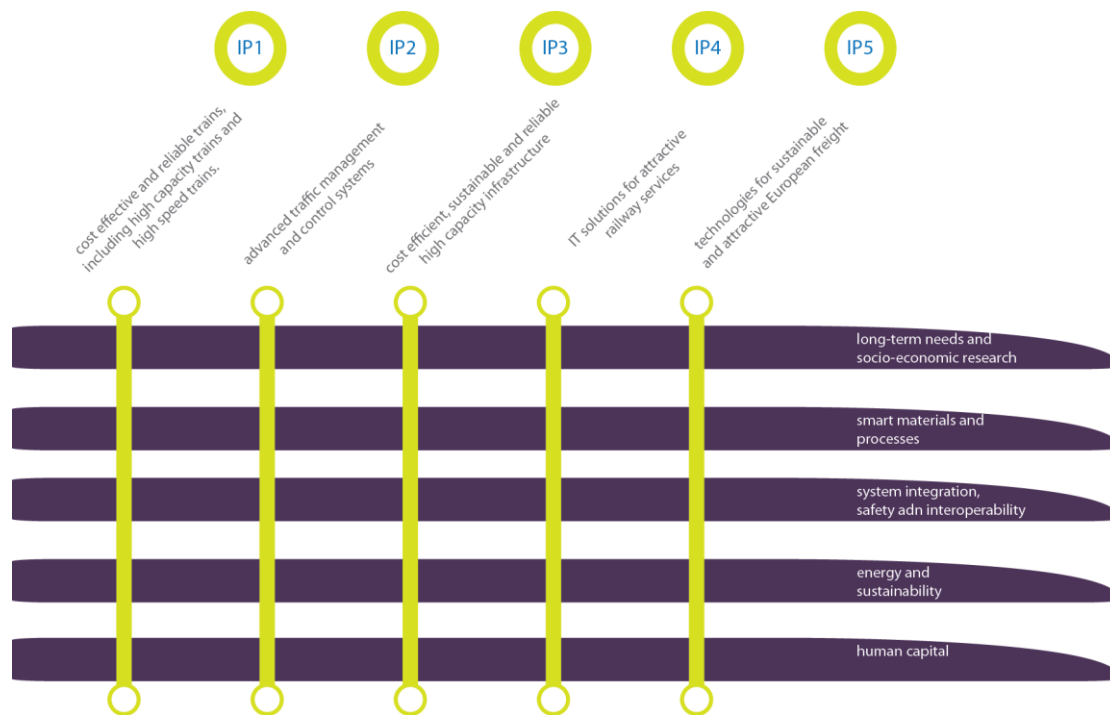 IP1
IP2
IP3
IP4
IP5
cost effective and reliable trains,
including high capacity trains and
high speed trains.
advanced traffic management
and control systems
cost efficient, sustainable and reliable
high capacity infrastructure
IT solutions for attractive
railway services
technologies for sustainable
and attractive European freight
long-term needs and
socio-economic research
smart materials and
processes
system integration,
safety adn interoperability
energy and
sustainability
human capital